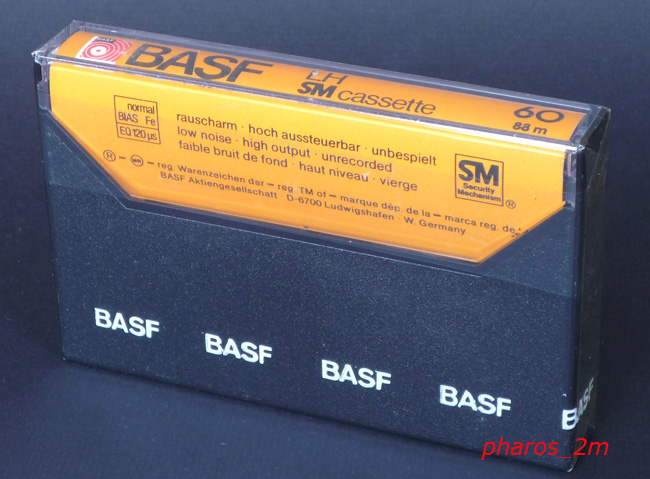 BASF
BASF LH
SM cassette
60
88 m
normal
BIAS Fe
EQ 120 µs
rauscharm · hoch aussteuerbar · unbespielt
low noise · high output · unrecorded
faible bruit de fond · haut niveau · vierge
SM
Security
Mechanism
®
® - reg. Warenzeichen der – reg. TM of – marque dép. de la – marca reg. de
BASF Aktiengesellschaft · D-6700 Ludwigshafen · W. Germany
BASF BASF BASF BASF BASF
pharos_2m